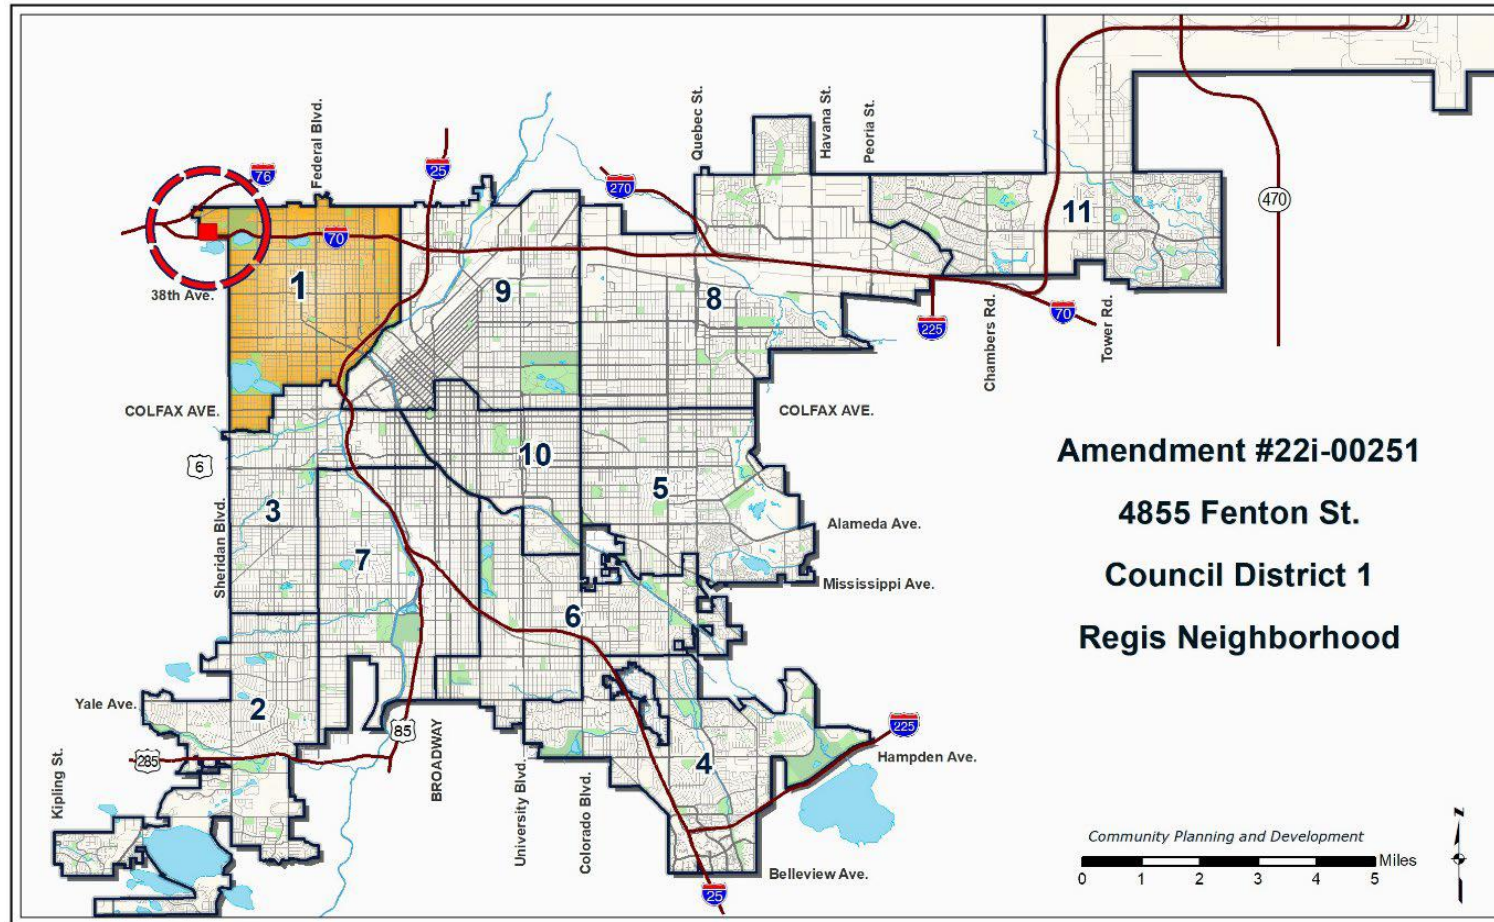 Federal Blvd.
Quebec St.
Havana St.
Peoria St.
76
25
270
470
11
70
1
38th Ave.
9
8
225
Chambers Rd.
70
Tower Rd.
COLFAX AVE.
COLFAX AVE.
6
10
5
3
Sheridan Blvd.
7
Alameda Ave.
Mississippi Ave.
6
Yale Ave.
2
85
285
Kipling St.
BROADWAY
University Blvd.
Colorado Blvd.
4
225
Hampden Ave.
Belleview Ave.
25
Amendment #22i-00251
4855 Fenton St.
Council District 1
Regis Neighborhood
Community Planning and Development
Miles
0 1 2 3 4 5
N